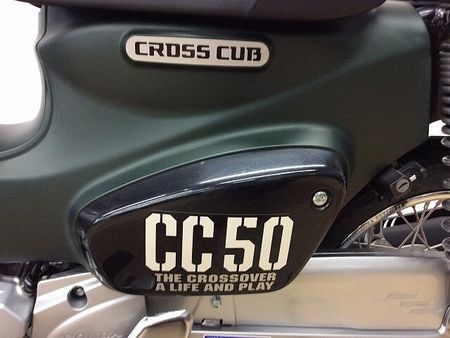 CROSS CUB
CC50
THE CROSSOVER
A LIFE AND PLAY